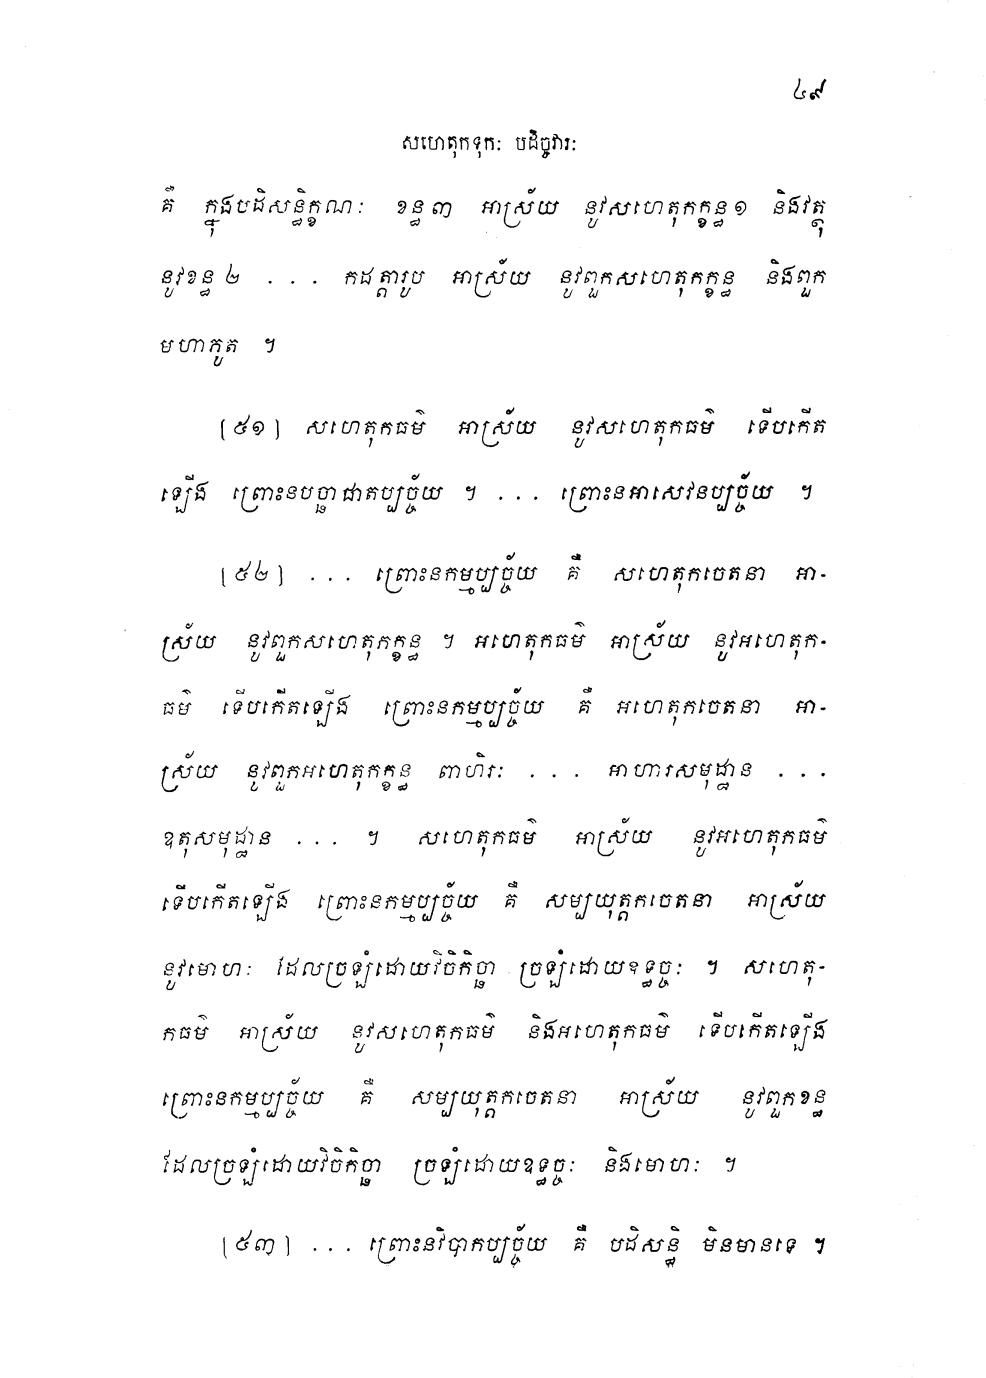 ៤៩
សហេតុកទុកៈ បដិច្ចវារៈ
គឺ ក្នុងបដិសន្ធិក្ខណៈ ខន្ធ៣ អាស្រ័យ នូវសហេតុកក្ខន្ធ១ និងវត្ថុ
នូវខន្ធ២ . . . កដត្តារូប អាស្រ័យ នូវពួកសហេតុកក្ខន្ធ និងពួក
មហាភូត ។
[៥១] សហេតុកធម៌ អាស្រ័យ នូវសហេតុកធម៌ ទើបកើត
ឡើង ព្រោះនបច្ឆាជាតប្បច្ច័យ ។ . . . ព្រោះនអាសេវនប្បច្ច័យ ។
[៥២] . . . ព្រោះនកម្មប្បច្ច័យ គឺ សហេតុកចេតនា អា-
ស្រ័យ នូវពួកសហេតុកក្ខន្ធ ។ អហេតុកធម៌ អាស្រ័យ នូវអហេតុក-
ធម៌ ទើបកើតឡើង ព្រោះនកម្មប្បច្ច័យ គឺ អហេតុកចេតនា អា-
ស្រ័យ នូវពួកអហេតុកក្ខន្ធ ពាហិរៈ . . . អាហារសមុដ្ឋាន . . .
ឧតុសមុដ្ឋាន . . . ។ សហេតុកធម៌ អាស្រ័យ នូវអហេតុកធម៌
ទើបកើតឡើង ព្រោះនកម្មប្បច្ច័យ គឺ សម្បយុត្តកចេតនា អាស្រ័យ
នូវមោហៈ ដែលច្រឡំដោយវិចិកិច្ឆា ច្រឡំដោយឧទ្ធច្ចៈ ។ សហេតុ-
កធម៌ អាស្រ័យ នូវសហេតុកធម៌ និងអហេតុកធម៌ ទើបកើតឡើង
ព្រោះនកម្មប្បច្ច័យ គឺ សម្បយុត្តកចេតនា អាស្រ័យ នូវពួកខន្ធ
ដែលច្រឡំដោយវិចិកិច្ឆា ច្រឡំដោយឧទ្ធច្ចៈ និងមោហៈ ។
[៥៣] . . . ព្រោះនវិបាកប្បច្ច័យ គឺ បដិសន្ធិ មិនមានទេ ។